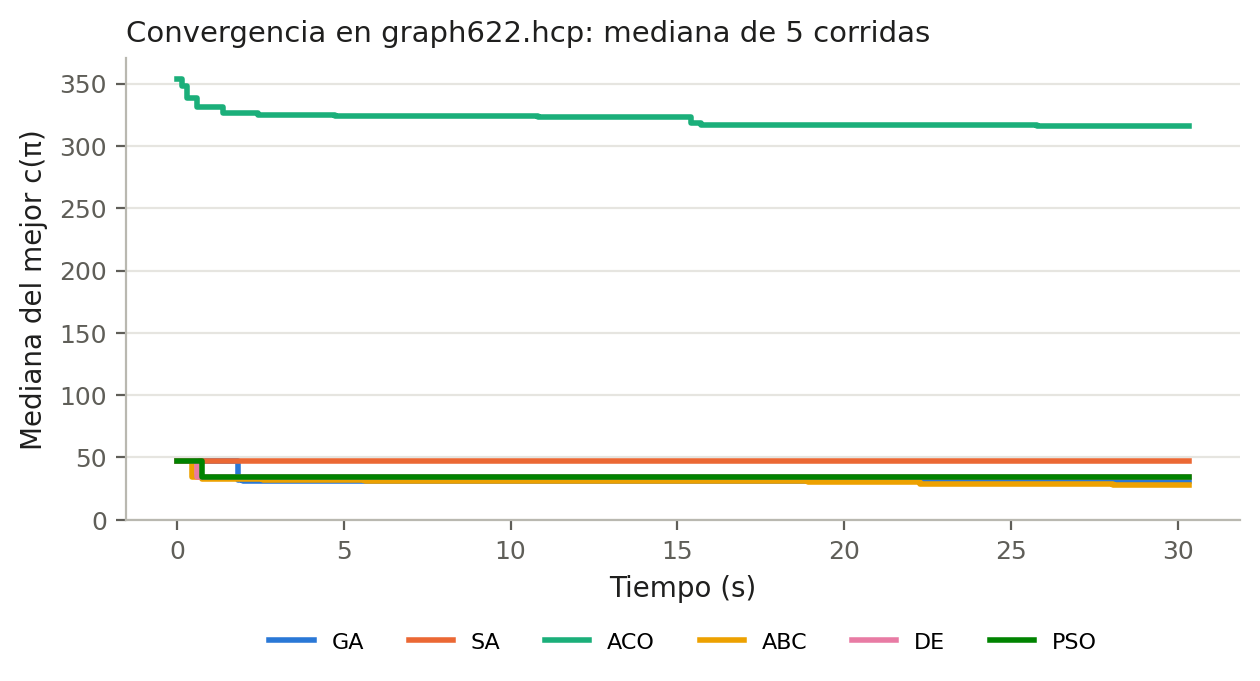 Convergencia en graph622.hcp: mediana de 5 corridas
Mediana del mejor c(π)
350
300
250
200
150
100
50
0
0 5 10 15 20 25 30
Tiempo (s)
GA SA ACO ABC DE PSO